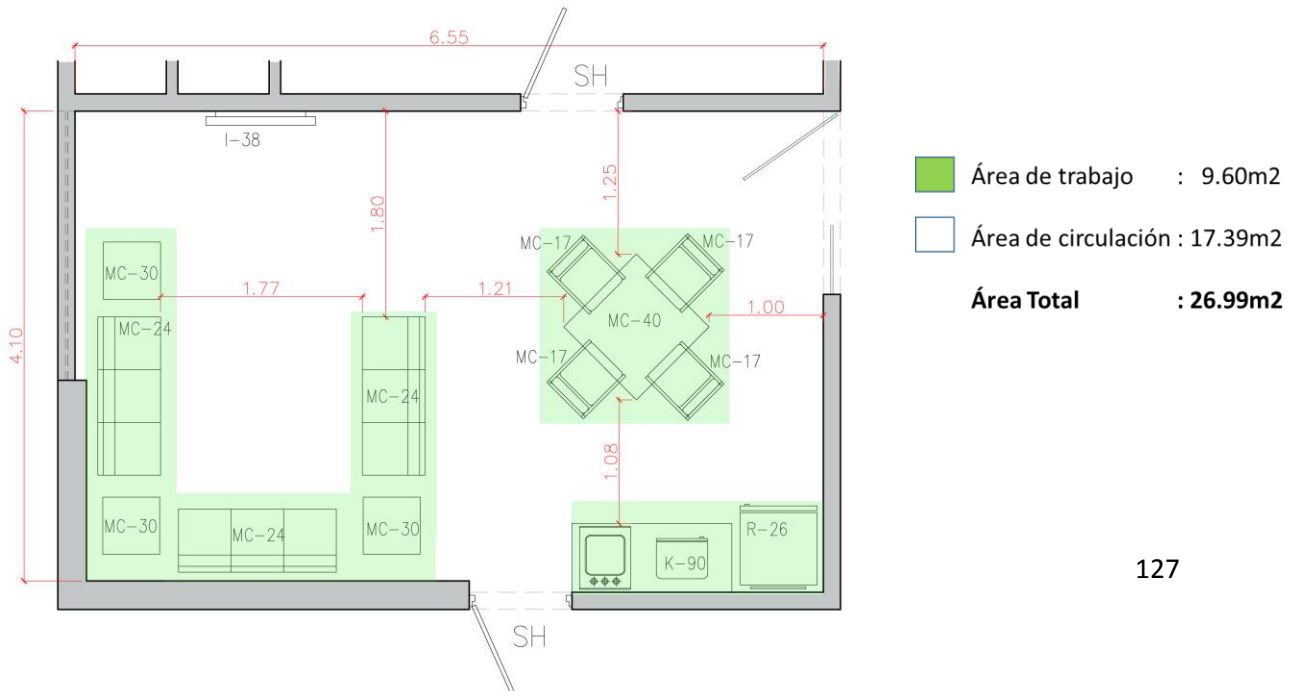 6.55
SH
I-38
1.25
1.80
Área de trabajo : 9.60m2
Área de circulación : 17.39m2
Área Total : 26.99m2
MC-17
MC-17
MC-30
1.77
1.21
MC-40
1.00
MC-24
4.10
MC-17
MC-17
MC-24
1.08
MC-30
MC-24
MC-30
R-26
K-90
127
SH